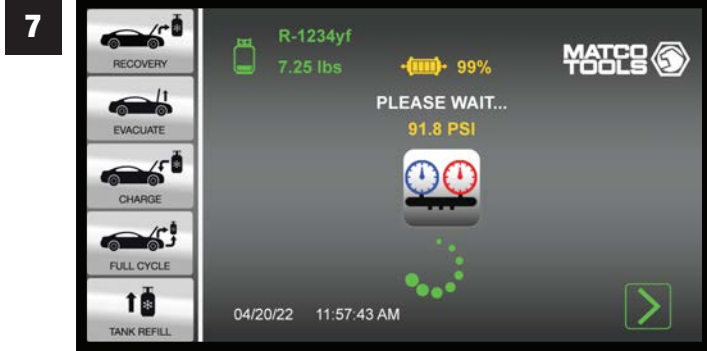 7
RECOVERY
EVACUATE
CHARGE
FULL CYCLE
TANK REFILL
R-1234yf
7.25 lbs
99%
MATCO
TOOLS
PLEASE WAIT...
91.8 PSI
04/20/22 11:57:43 AM